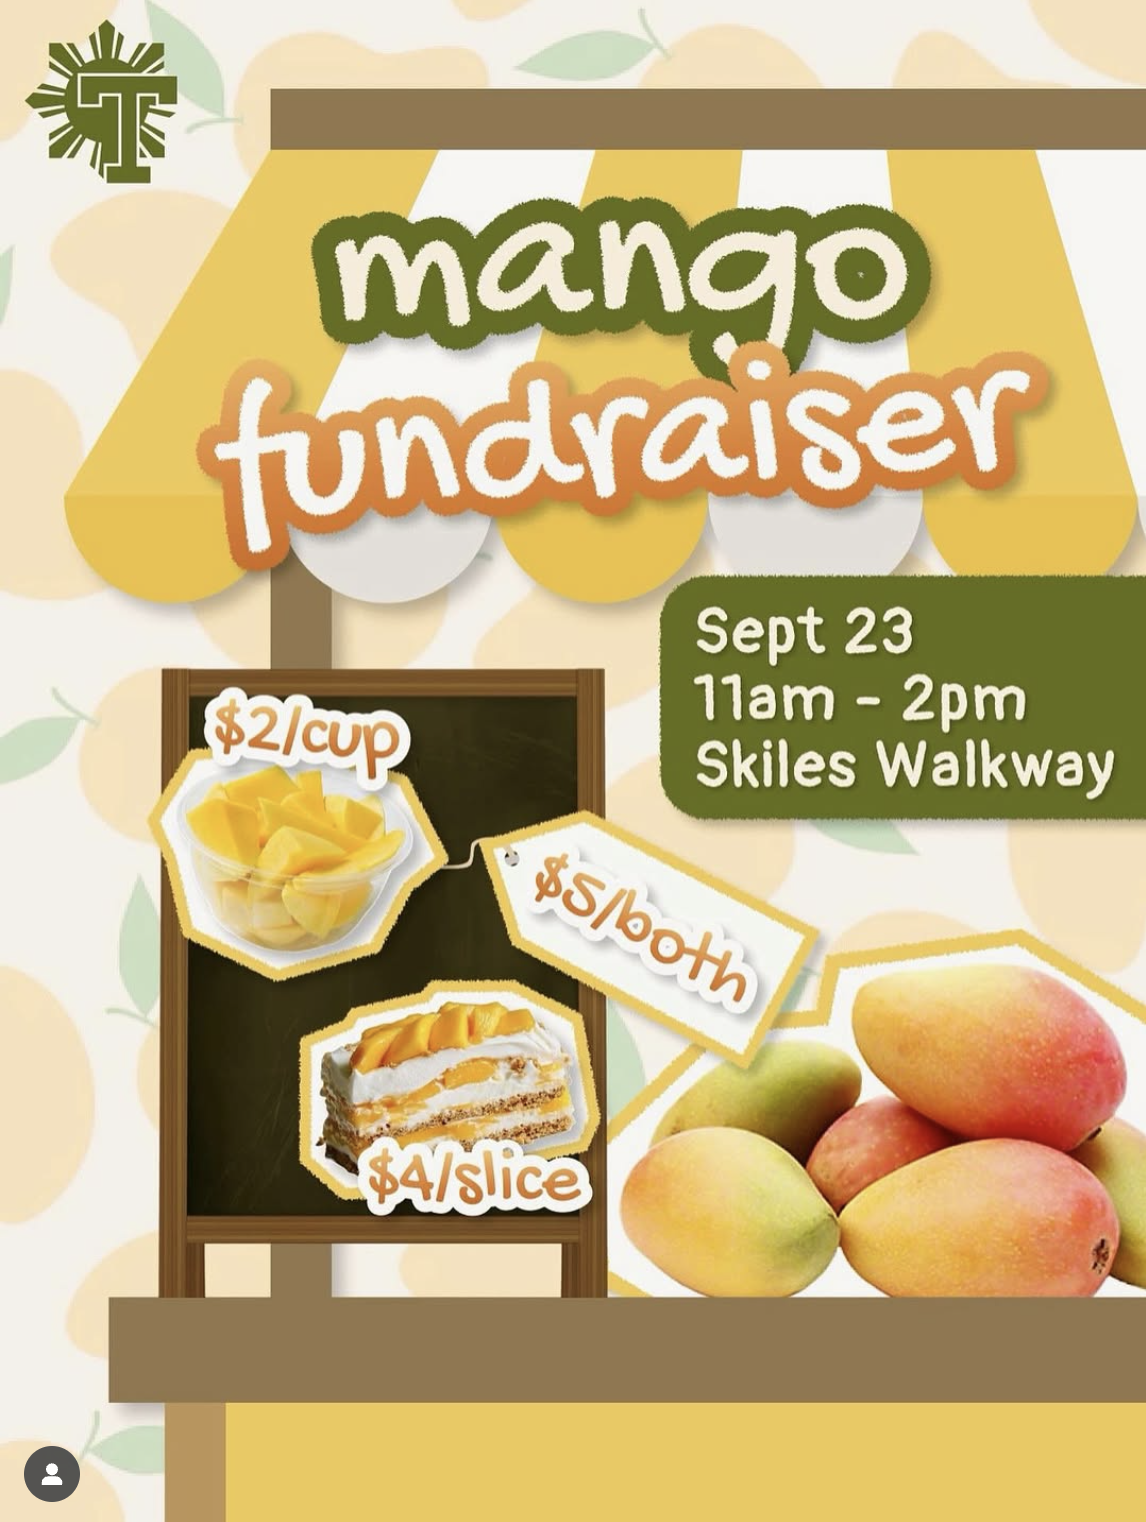 T
mango
fundraiser
Sept 23
11am - 2pm
Skiles Walkway
$2/cup
$5/both
$4/slice